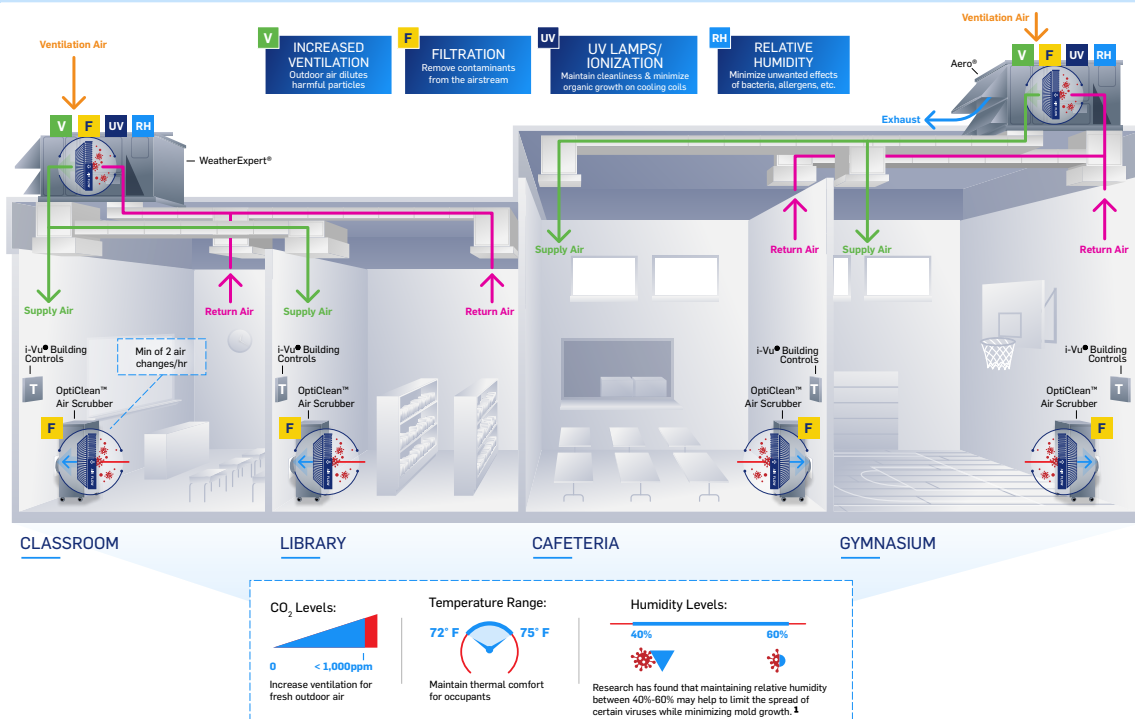 Ventilation Air
V
INCREASED
VENTILATION
Outdoor air dilutes
harmful particles
F
FILTRATION
Remove contaminants
from the airstream
UV
UV LAMPS/
IONIZATION
Maintain cleanliness & minimize
organic growth on cooling coils
RH
RELATIVE
HUMIDITY
Minimize unwanted effects
of bacteria, allergens, etc.
Ventilation Air
V F UV RH
Aero®
Exhaust
V F UV RH
WeatherExpert®
Supply Air
Return Air
Supply Air
Return Air
Supply Air
Return Air
Supply Air
Return Air
i-Vu® Building
Controls
T
OptiClean™
Air Scrubber
F
Min of 2 air
changes/hr
i-Vu® Building
Controls
T
OptiClean™
Air Scrubber
F
i-Vu® Building
Controls
T
OptiClean™
Air Scrubber
F
i-Vu® Building
Controls
T
OptiClean™
Air Scrubber
F
CLASSROOM
LIBRARY
CAFETERIA
GYMNASIUM
CO2 Levels:
0 < 1,000ppm
Increase ventilation for
fresh outdoor air
Temperature Range:
72° F 75° F
Maintain thermal comfort
for occupants
Humidity Levels:
40% 60%
Research has found that maintaining relative humidity
between 40%-60% may help to limit the spread of
certain viruses while minimizing mold growth. 1